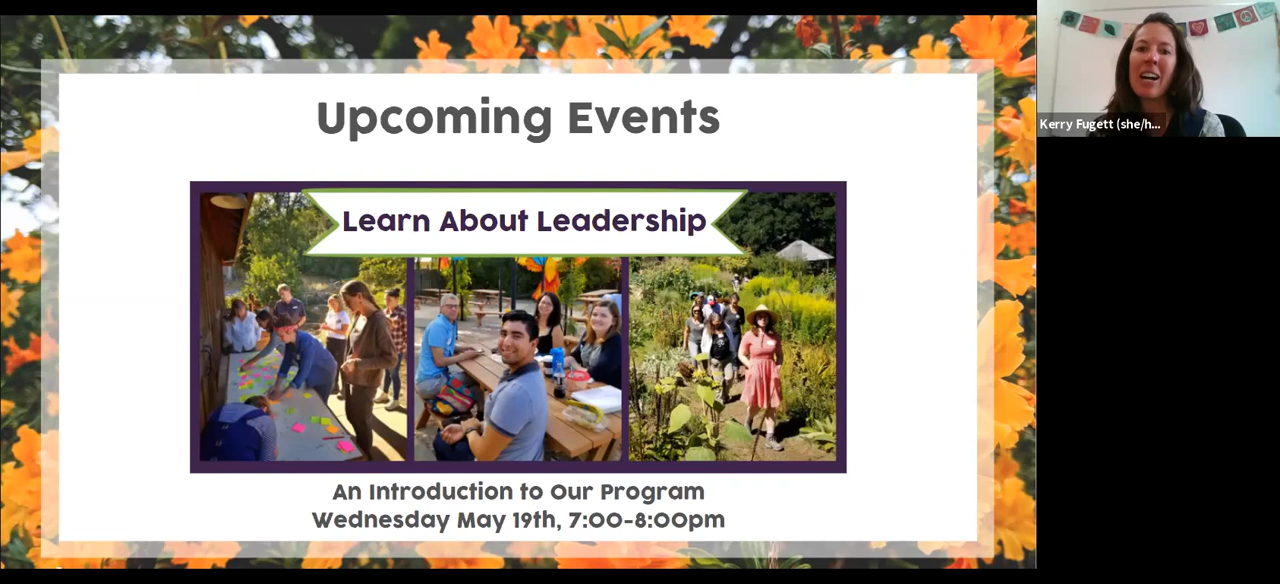 Upcoming Events
Learn About Leadership
An Introduction to Our Program
Wednesday May 19th, 7:00-8:00pm
Kerry Fugett (she/h...